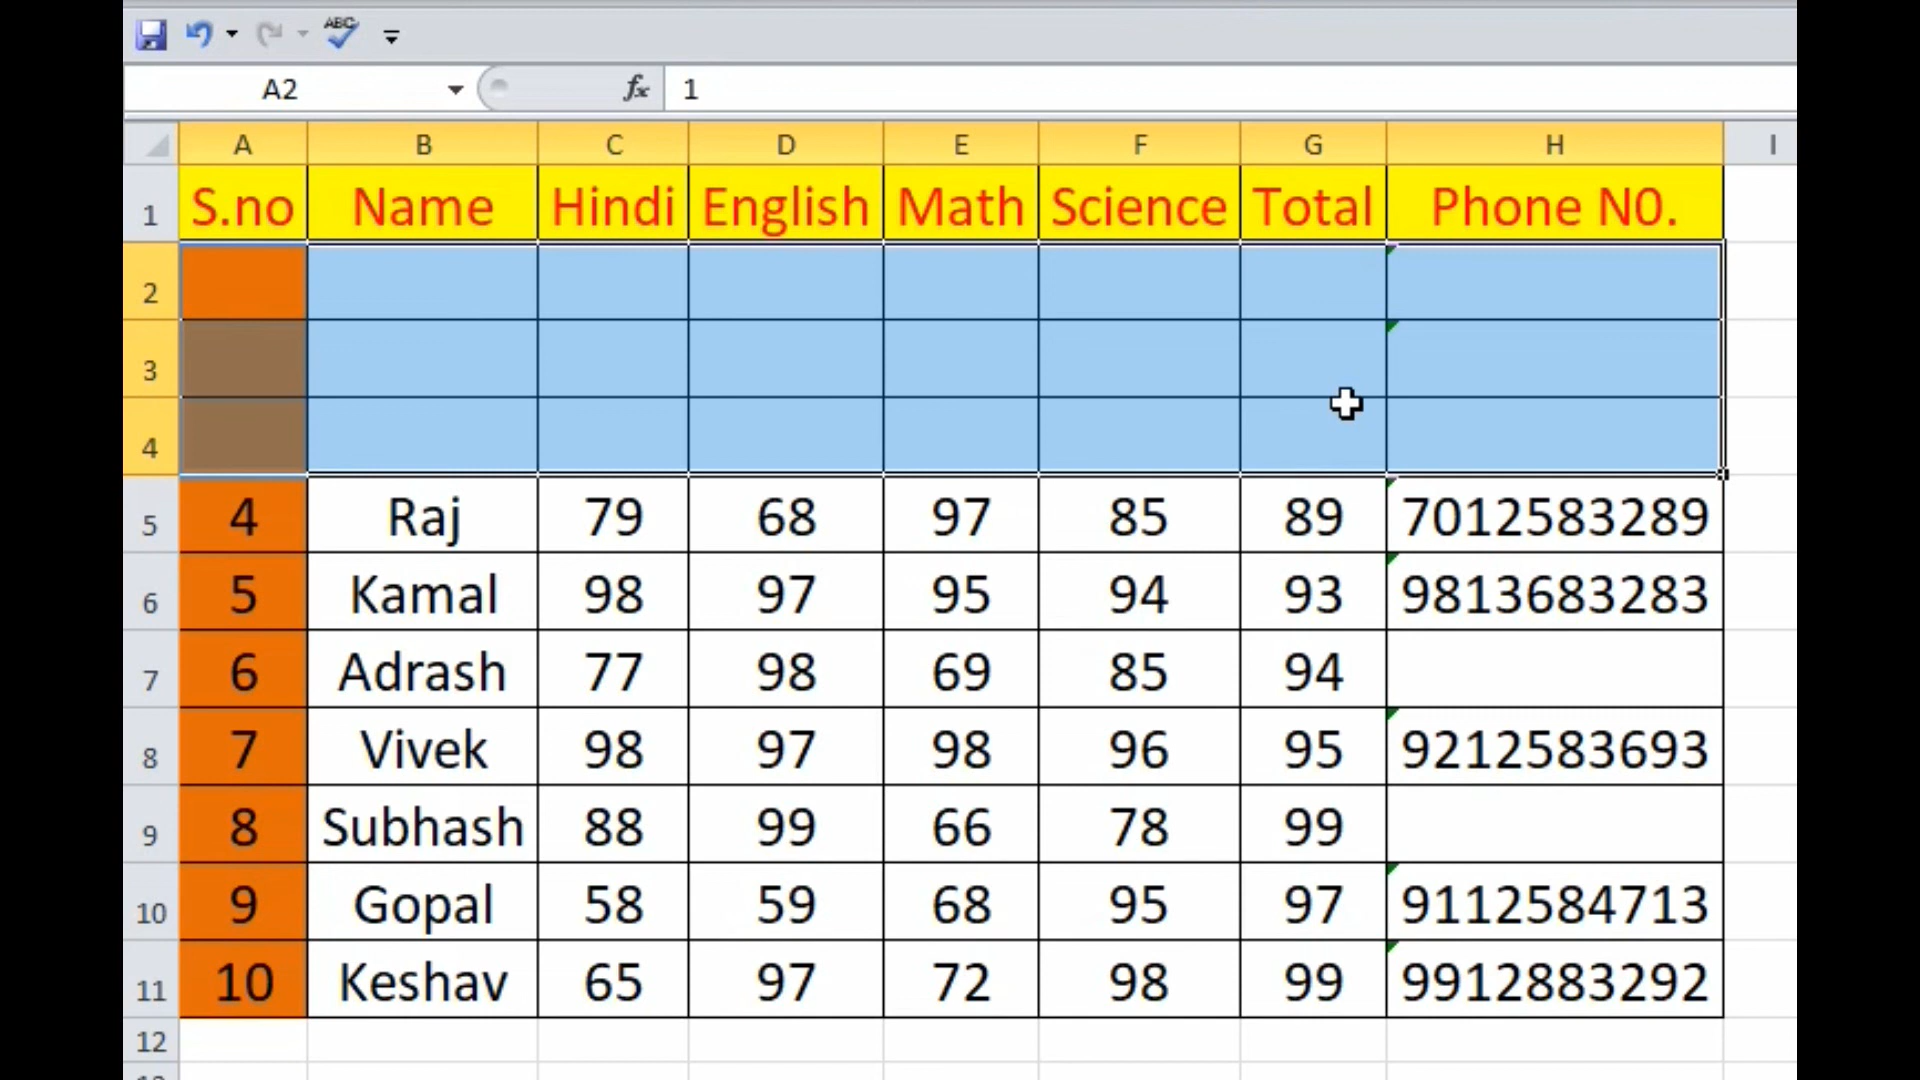 ABC
A2 fx 1
A B C D E F G H I
1 S.no Name Hindi English Math Science Total Phone N0.
2
3
4
5 4 Raj 79 68 97 85 89 7012583289
6 5 Kamal 98 97 95 94 93 9813683283
7 6 Adrash 77 98 69 85 94
8 7 Vivek 98 97 98 96 95 9212583693
9 8 Subhash 88 99 66 78 99
10 9 Gopal 58 59 68 95 97 9112584713
11 10 Keshav 65 97 72 98 99 9912883292
12